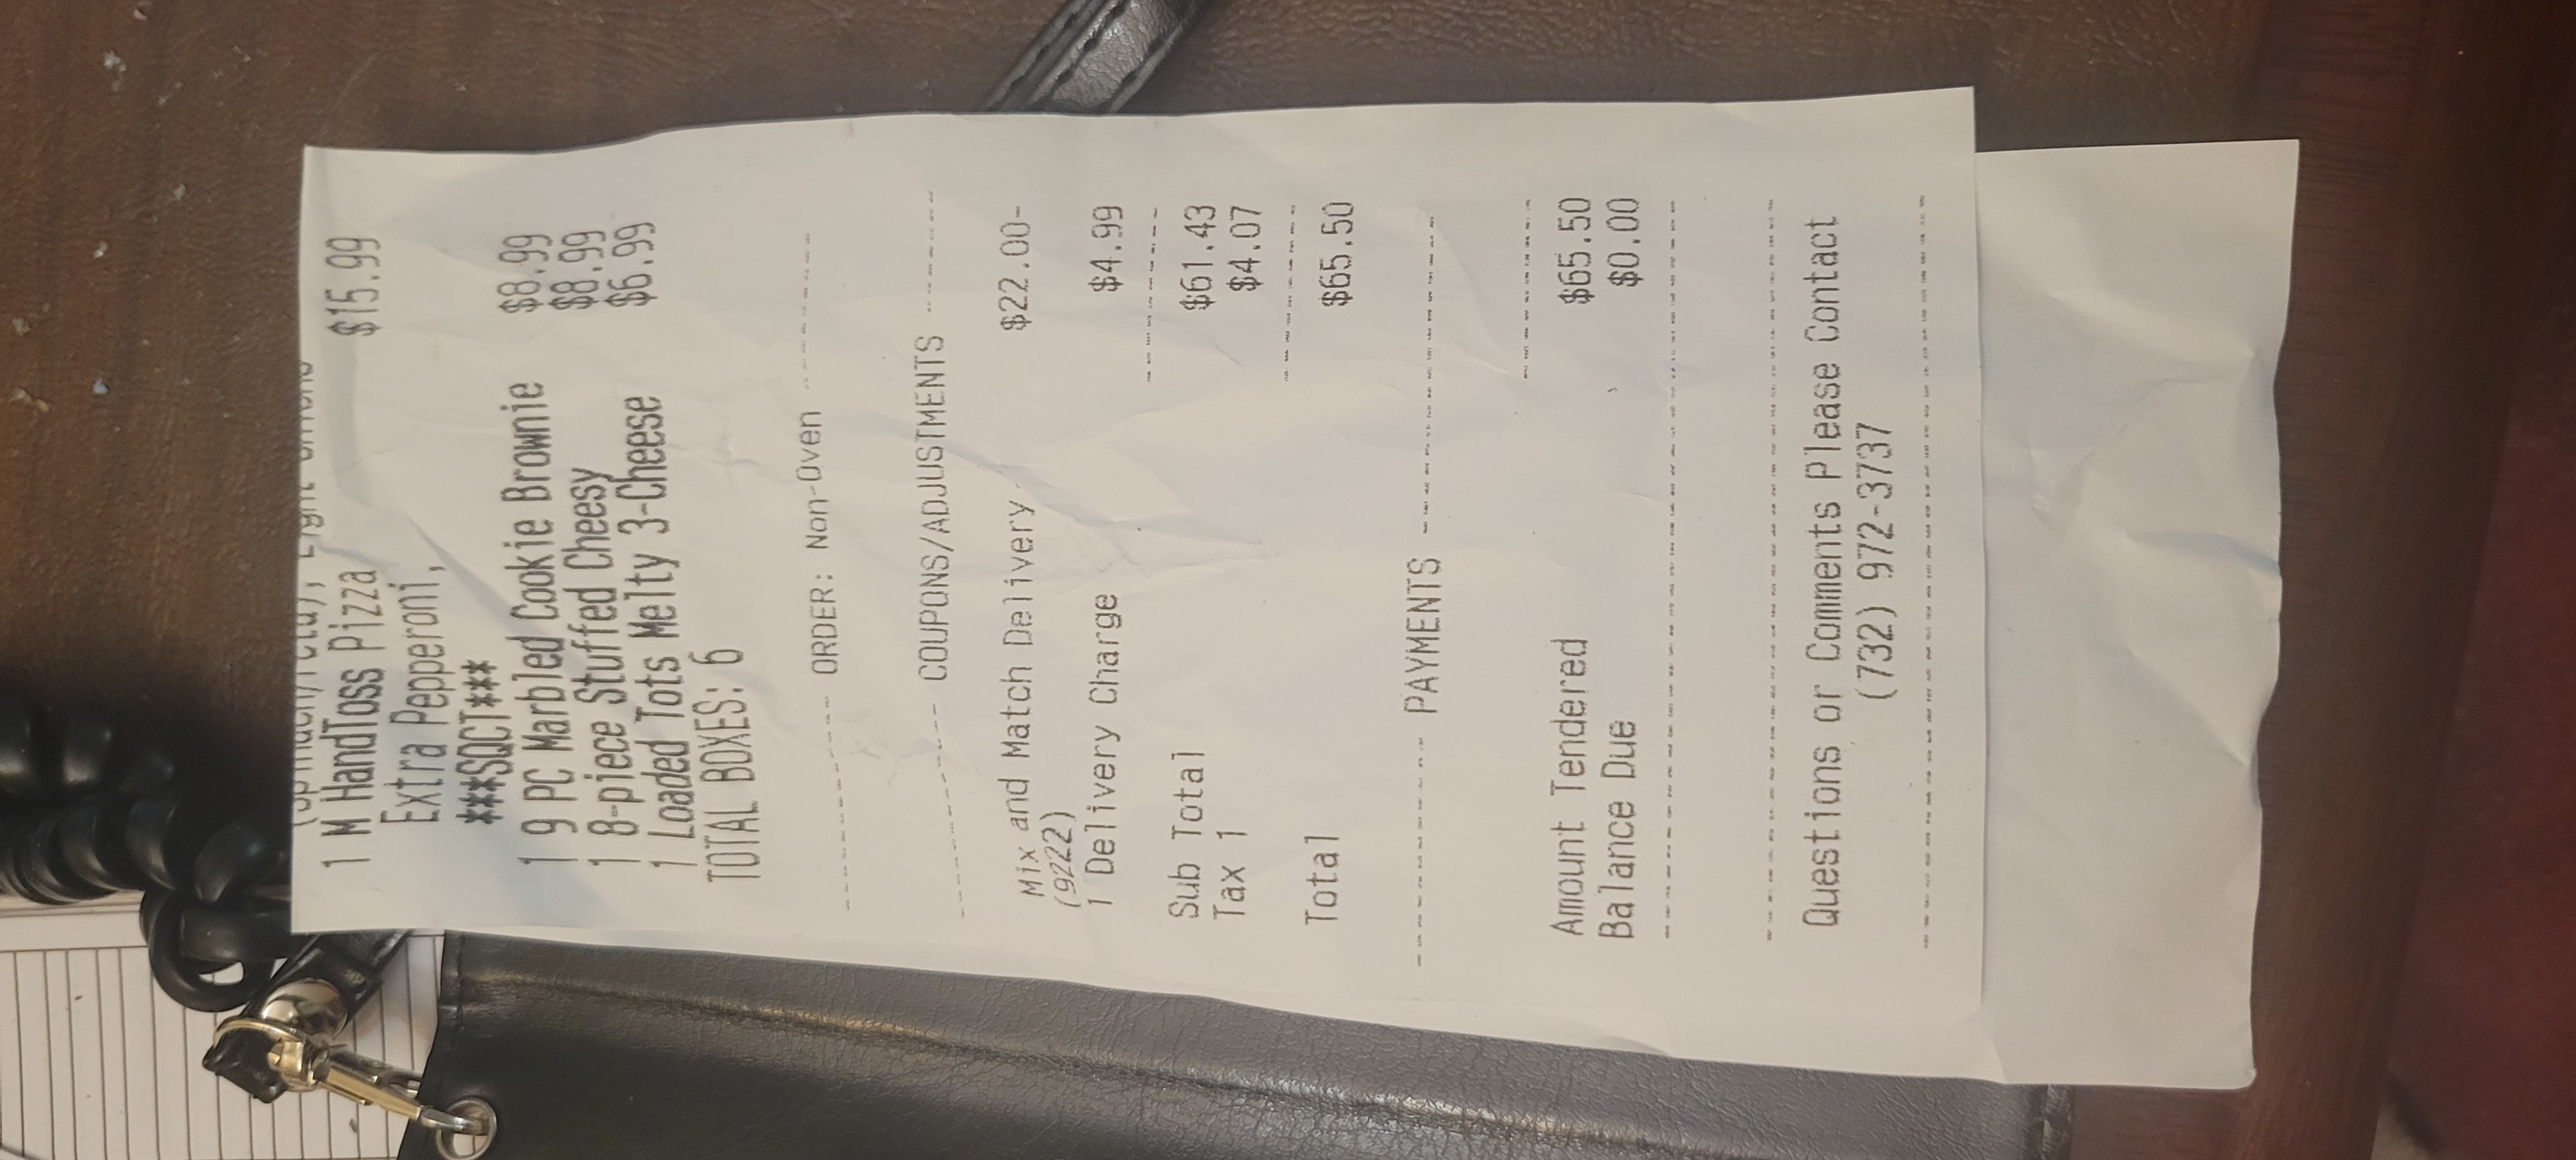 1 M HandToss Pizza $15.99
Extra Pepperoni,
***SQCT***
1 9 PC Marbled Cookie Brownie $8.99
1 8-piece Stuffed Cheesy $8.99
1 Loaded Tots Melty 3-Cheese $6.99
TOTAL BOXES: 6
ORDER: Non-Oven
COUPONS/ADJUSTMENTS
Mix and Match Delivery $22.00-
(9222)
1 Delivery Charge $4.99
Sub Total $61.43
Tax 1 $4.07
Total $65.50
PAYMENTS
Amount Tendered $65.50
Balance Due $0.00
Questions or Comments Please Contact
(732) 972-3737